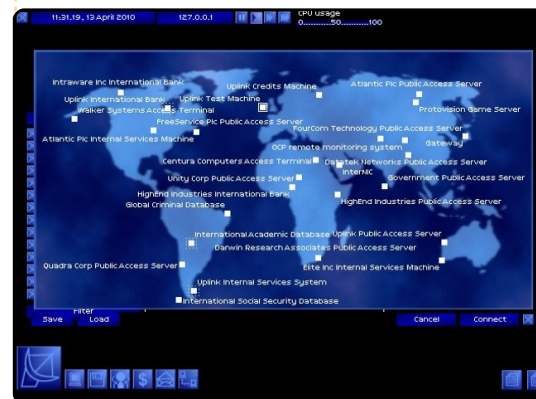 11:31.19, 13 April 2010
127.0.0.1
CPU usage
0..........50..........100
Intraware Inc International Bank
Uplink Credits Machine
Atlantic Plc Public Access Server
Uplink International Bank
Uplink Test Machine
Walker Systems Access Terminal
Protovision Game Server
FreeService Plc Public Access Server
FourCom Technology Public Access Server
Atlantic Plc Internal Services Machine
Gateway
OCP remote monitoring system
Centura Computers Access Terminal
Datatek Networks Public Access Server
InterNIC
Unity Corp Public Access Server
Government Public Access Server
HighEnd Industries International Bank
HighEnd Industries Public Access Server
Global Criminal Database
International Academic Database
Uplink Public Access Server
Darwin Research Associates Public Access Server
Quadra Corp Public Access Server
Elite Inc Internal Services Machine
Uplink Internal Services System
International Social Security Database
Filter
Save
Load
Cancel
Connect
$